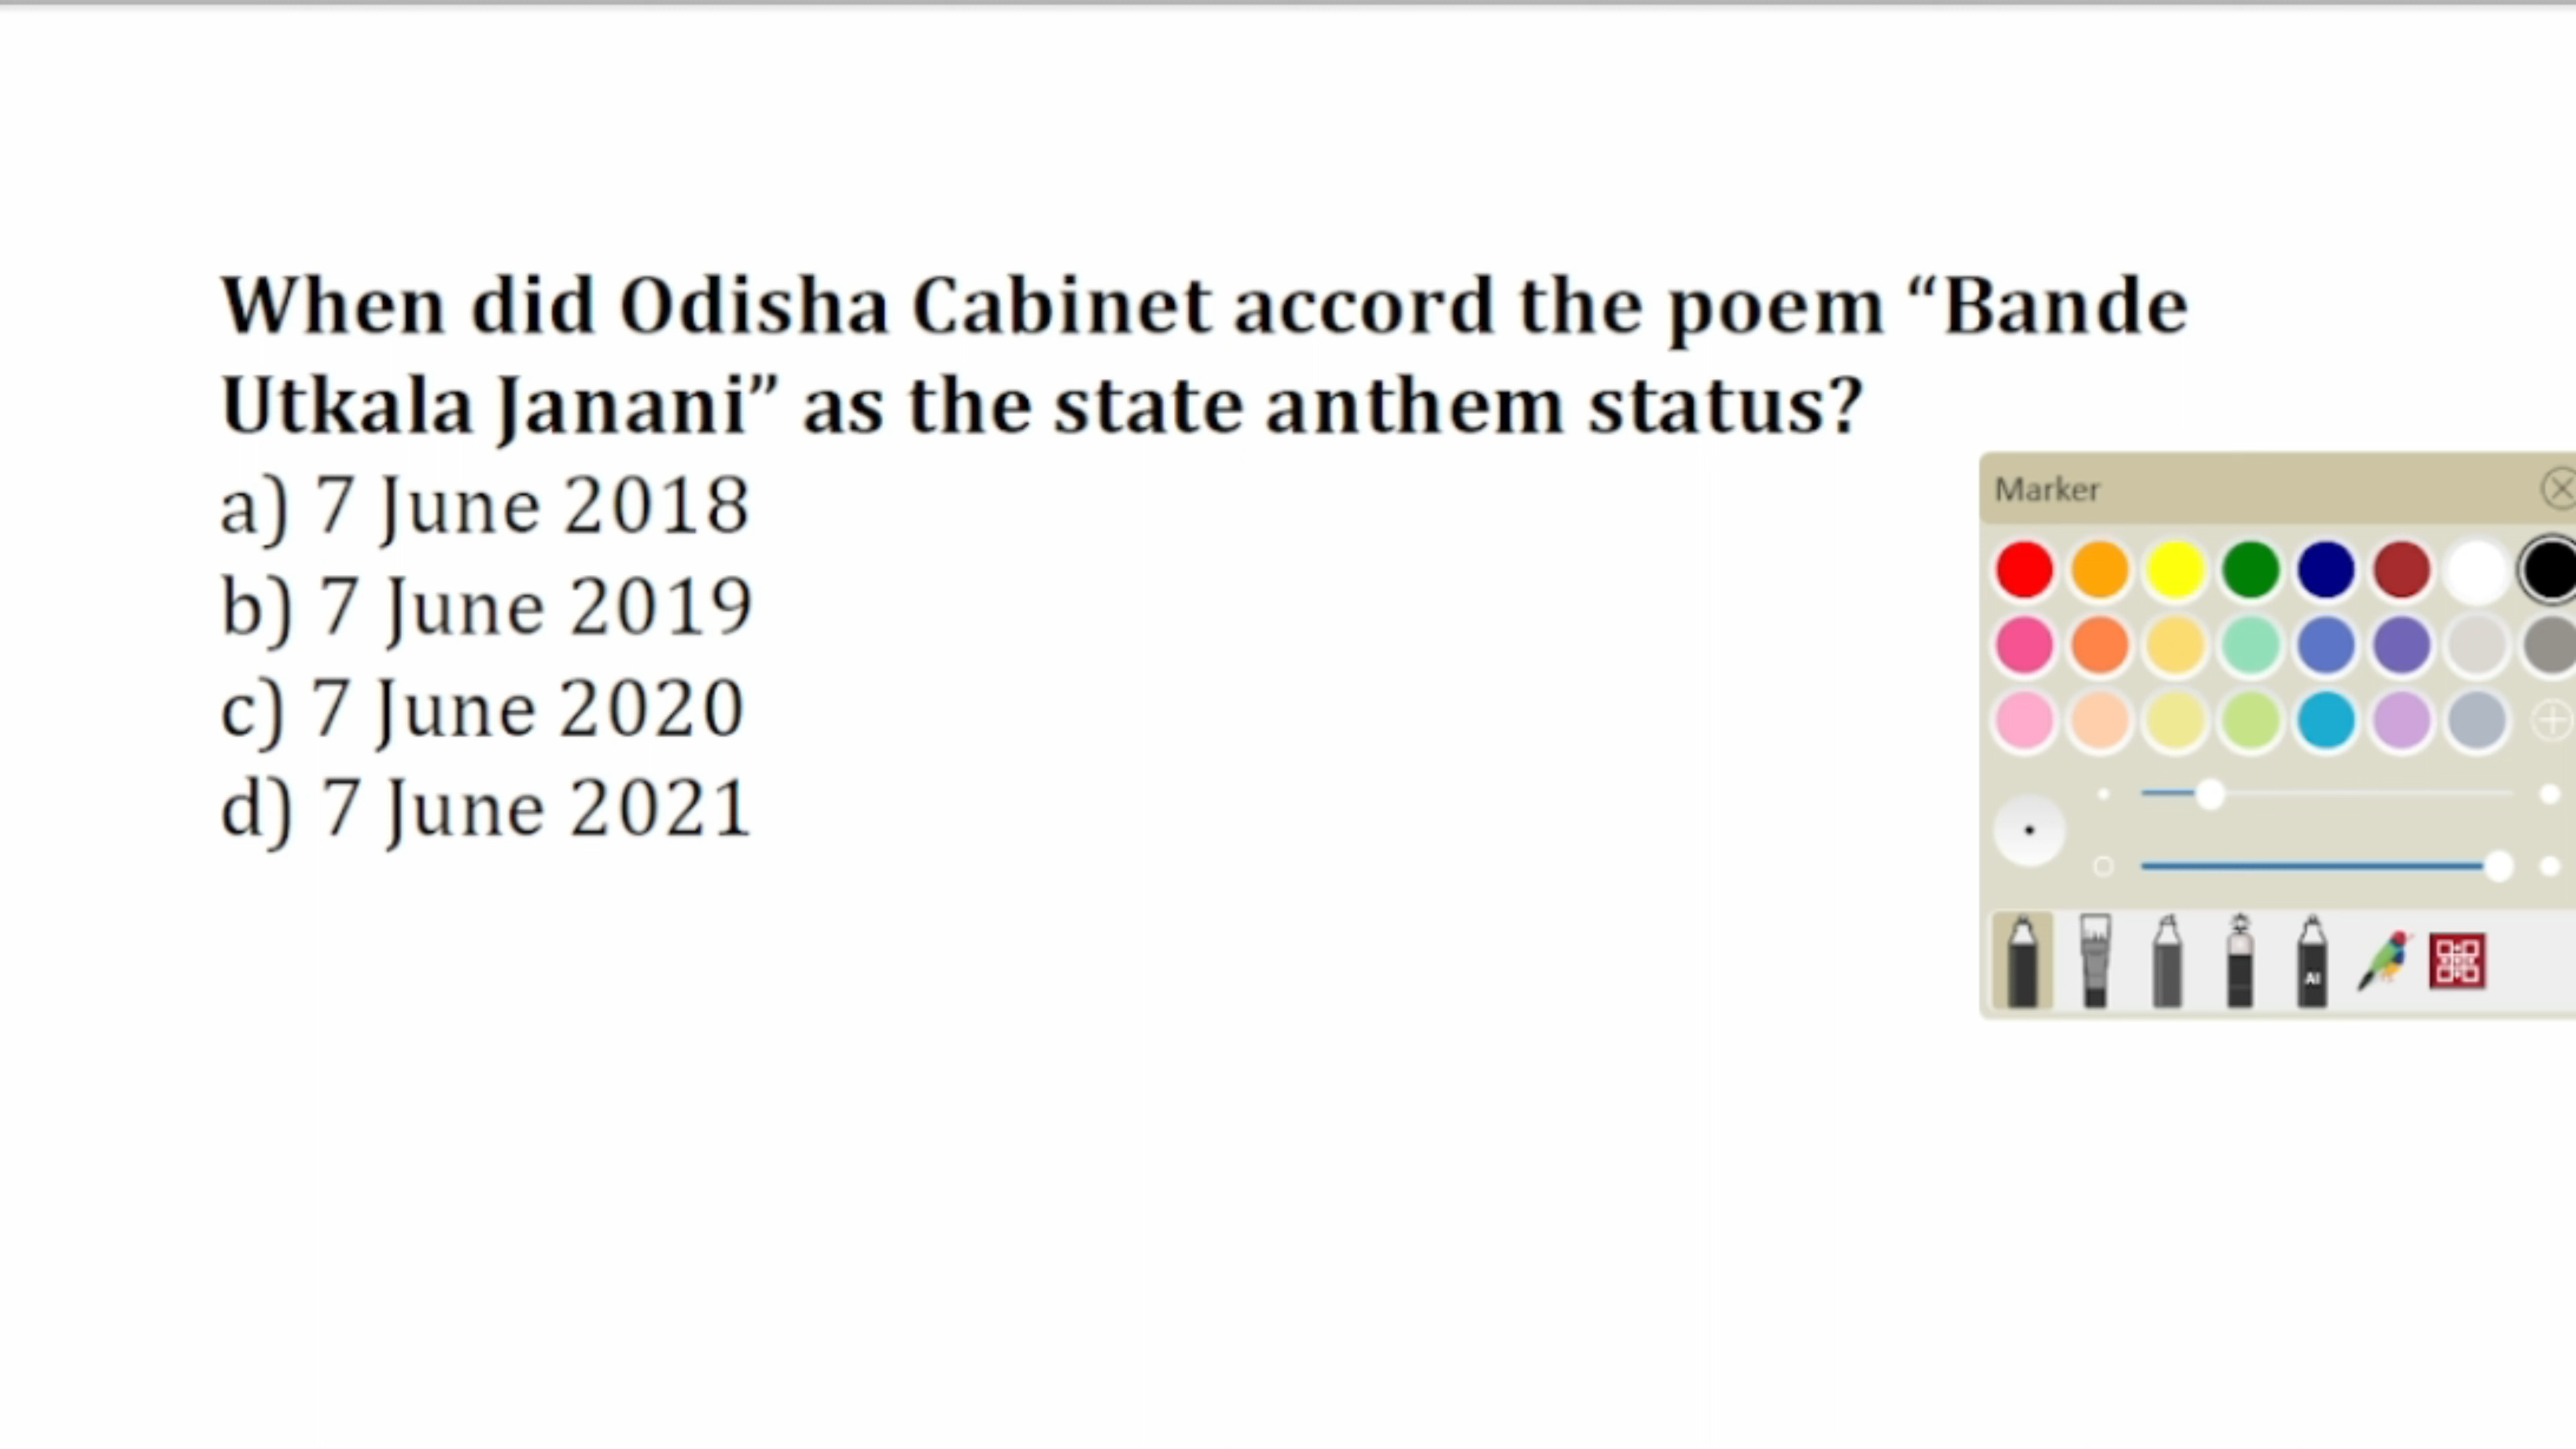 When did Odisha Cabinet accord the poem “Bande
Utkala Janani” as the state anthem status?
a) 7 June 2018
b) 7 June 2019
c) 7 June 2020
d) 7 June 2021
Marker
AI